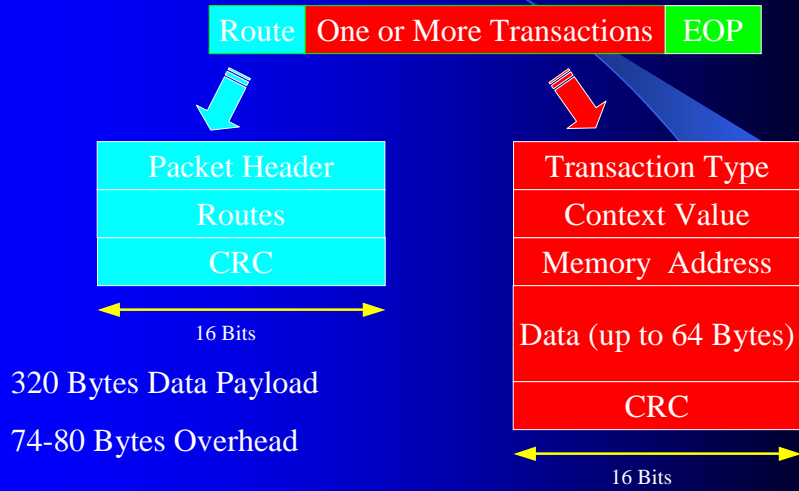 Route One or More Transactions EOP
Packet Header
Routes
CRC
16 Bits
320 Bytes Data Payload
74-80 Bytes Overhead
Transaction Type
Context Value
Memory Address
Data (up to 64 Bytes)
CRC
16 Bits